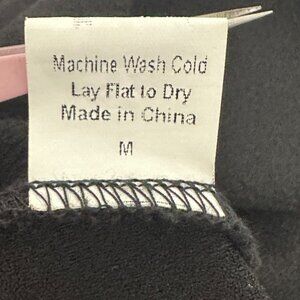 Machine Wash Cold
Lay Flat to Dry
Made in China
M